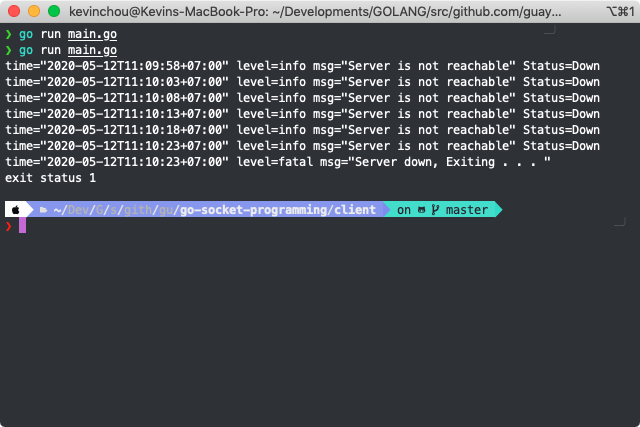 kevinchou@Kevins-MacBook-Pro: ~/Developments/GOLANG/src/github.com/guay... ⌥⌘1
❯ go run main.go
❯ go run main.go
time="2020-05-12T11:09:58+07:00" level=info msg="Server is not reachable" Status=Down
time="2020-05-12T11:10:03+07:00" level=info msg="Server is not reachable" Status=Down
time="2020-05-12T11:10:08+07:00" level=info msg="Server is not reachable" Status=Down
time="2020-05-12T11:10:13+07:00" level=info msg="Server is not reachable" Status=Down
time="2020-05-12T11:10:18+07:00" level=info msg="Server is not reachable" Status=Down
time="2020-05-12T11:10:23+07:00" level=info msg="Server is not reachable" Status=Down
time="2020-05-12T11:10:23+07:00" level=fatal msg="Server down, Exiting . . . "
exit status 1
~/Dev/G/s/gith/gu/go-socket-programming/client on master
❯